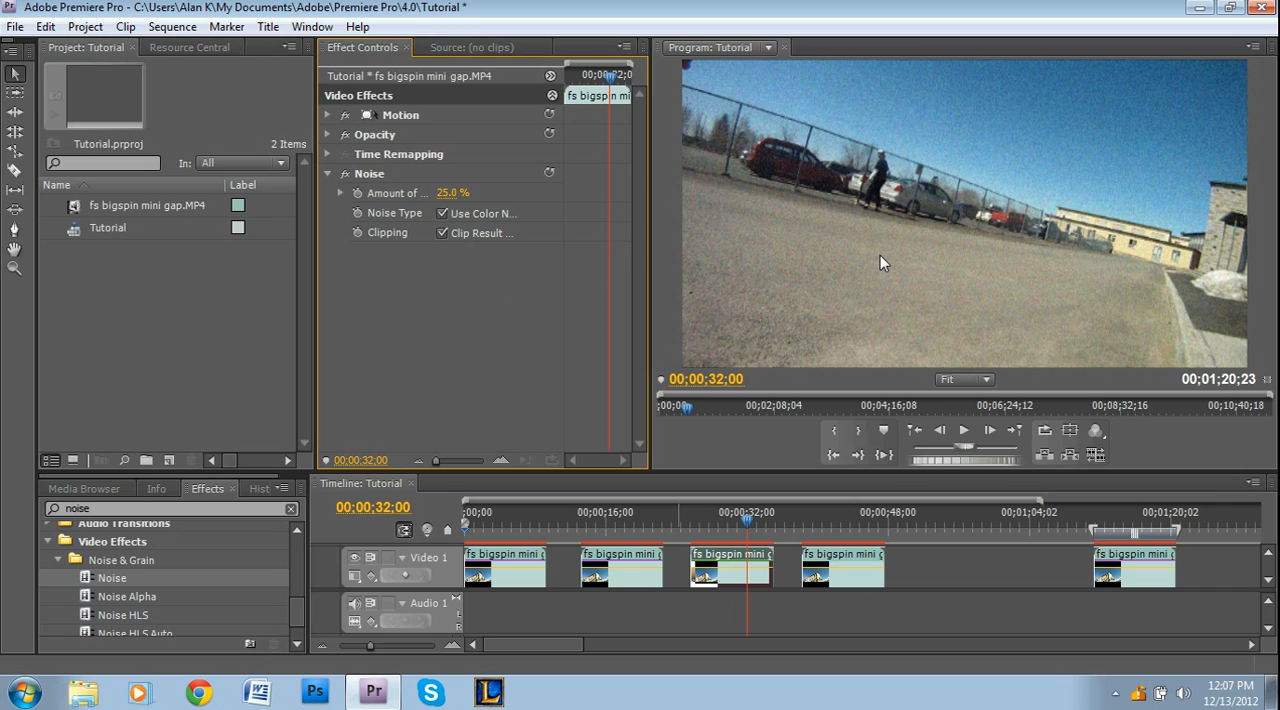 Adobe Premiere Pro - C:\Users\Alan K\My Documents\Adobe\Premiere Pro\4.0\Tutorial *
File Edit Project Clip Sequence Marker Title Window Help
Project: Tutorial × Resource Central
Effect Controls × Source: (no clips)
Program: Tutorial ×
Tutorial * fs bigspin mini gap.MP4
Video Effects
fs bigspin mi
Motion
Opacity
Time Remapping
Noise
Amount of ... 25.0 %
Noise Type Use Color N...
Clipping Clip Result ...
00;00;32;00
Tutorial.prproj
2 Items
In: All
Name Label
fs bigspin mini gap.MP4
Tutorial
00;00;32;00 Fit 00;01;20;23
00;02;08;04 00;04;16;08 00;06;24;12 00;08;32;16 00;10;40;18
Media Browser Info Effects × Hist
noise
Audio Transitions
Video Effects
Noise & Grain
Noise
Noise Alpha
Noise HLS
Noise HLS Auto
Timeline: Tutorial ×
00;00;32;00
;00;00 00;00;16;00 00;00;32;00 00;00;48;00 00;01;04;02 00;01;20;02
Video 1
fs bigspin mini fs bigspin mini fs bigspin mini fs bigspin mini fs bigspin mini
Audio 1
L
R
Ps Pr S L
12:07 PM
12/13/2012